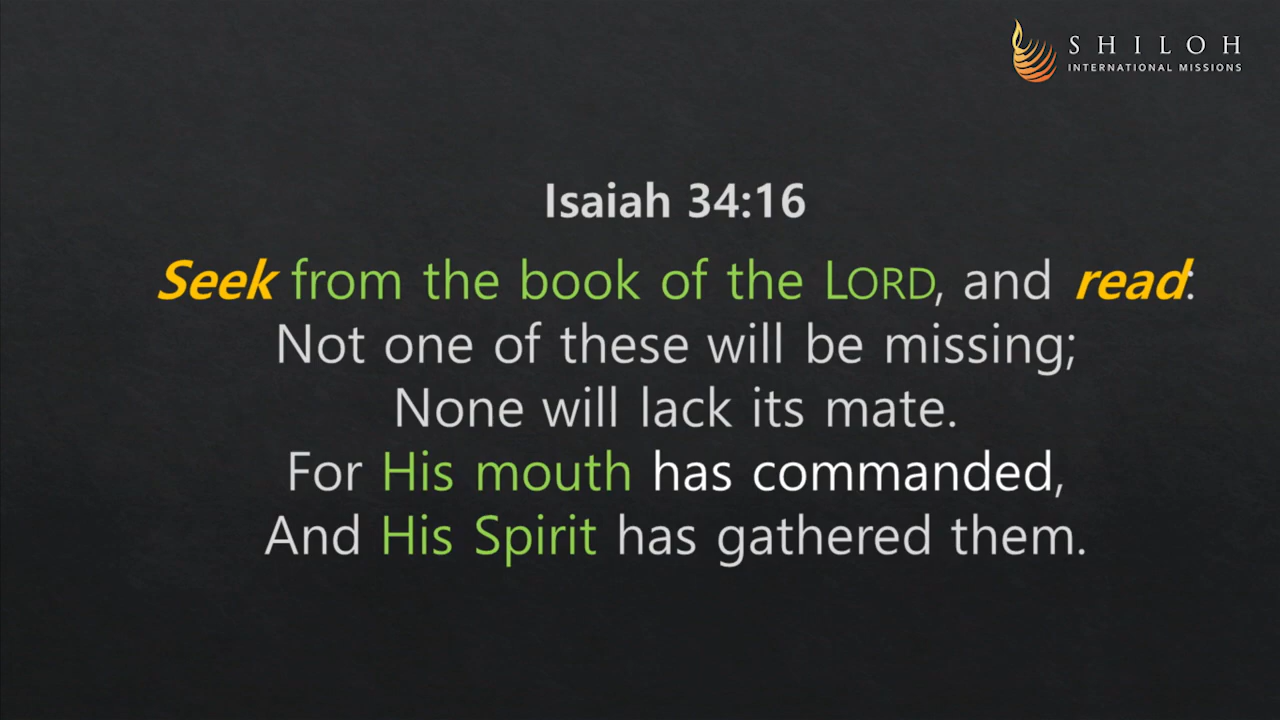 SHILOH
INTERNATIONAL MISSIONS
Isaiah 34:16
Seek from the book of the LORD, and read:
Not one of these will be missing;
None will lack its mate.
For His mouth has commanded,
And His Spirit has gathered them.